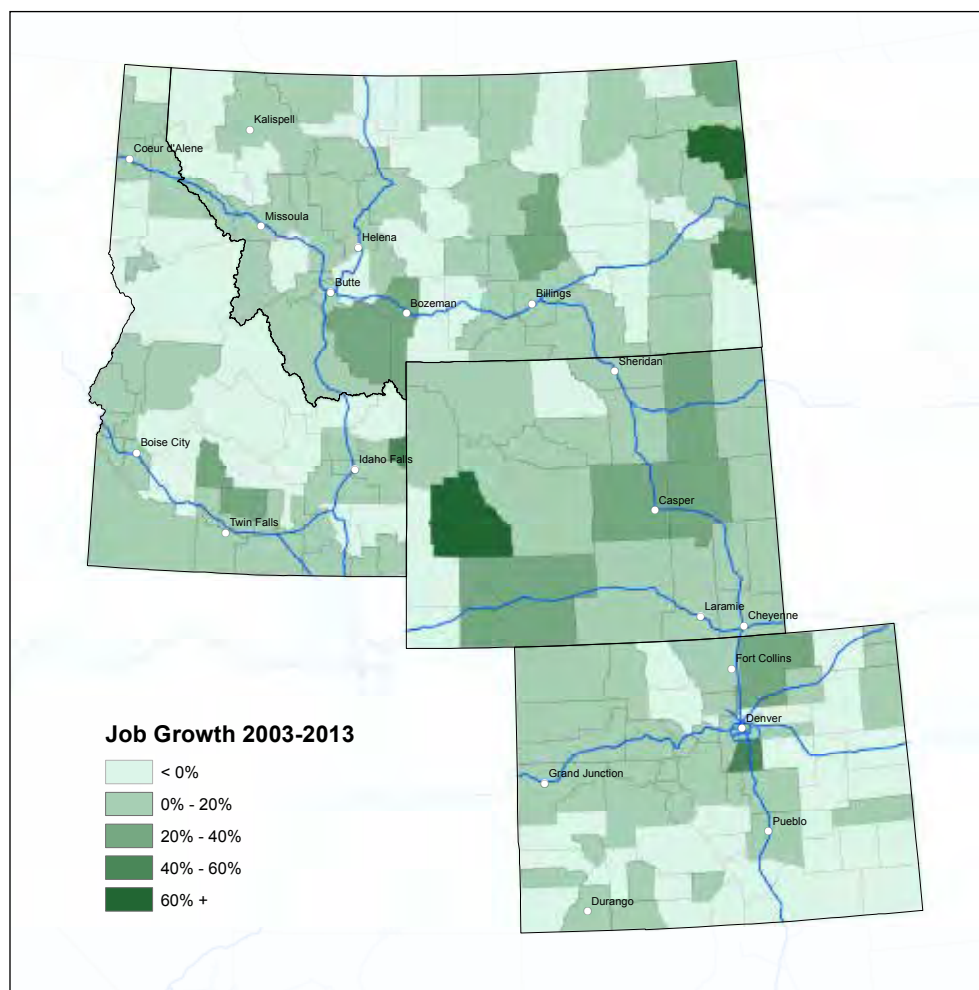 Kalispell
Coeur d'Alene
Missoula
Helena
Butte
Bozeman
Billings
Sheridan
Boise City
Idaho Falls
Twin Falls
Casper
Laramie
Cheyenne
Fort Collins
Denver
Grand Junction
Pueblo
Durango
Job Growth 2003-2013
< 0%
0% - 20%
20% - 40%
40% - 60%
60% +